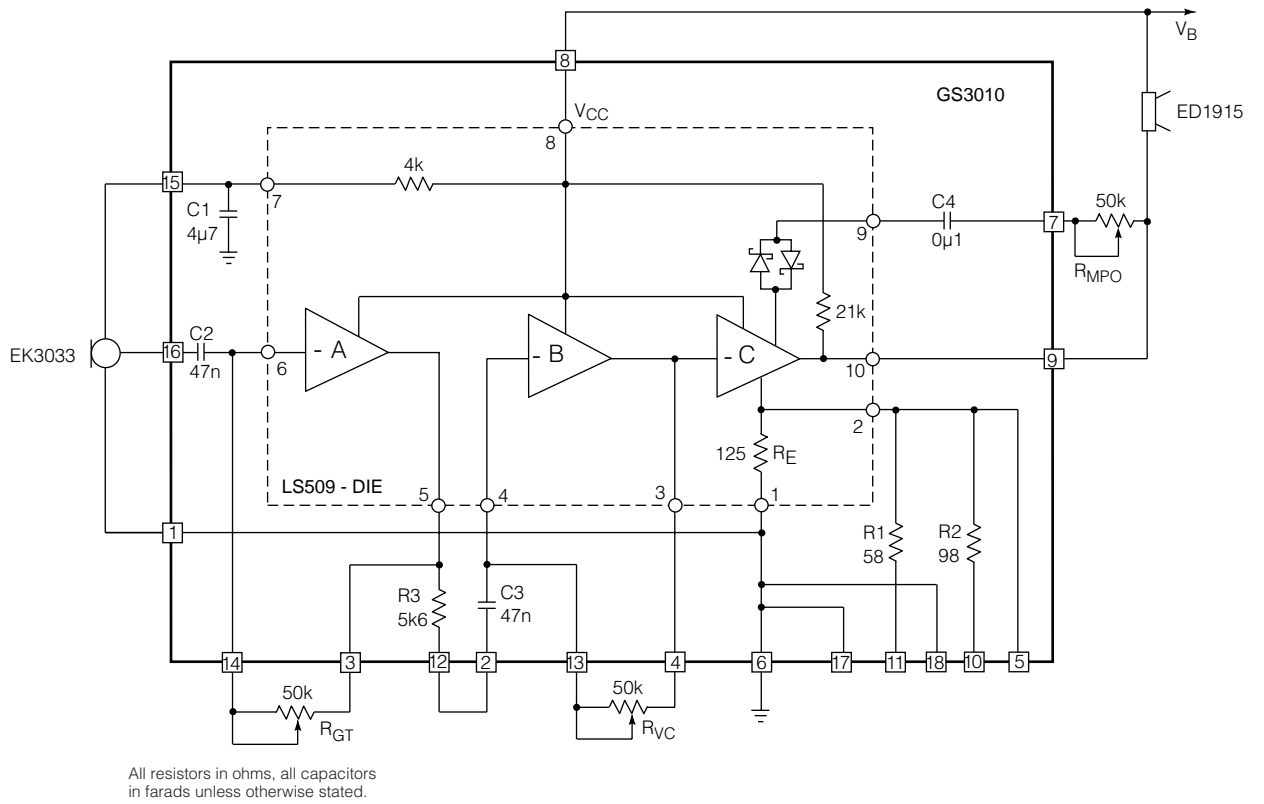 V_B
8
GS3010
V_CC
8
ED1915
4k
15
7
C1
4µ7
C4
0µ1
9
7
50k
R_MPO
21k
EK3033
16
C2
47n
6
- A
- B
- C
10
9
2
125
R_E
LS509 - DIE
5
4
3
1
1
R1
58
R2
98
R3
5k6
C3
47n
14
3
12
2
13
4
6
17
11
18
10
5
50k
R_GT
50k
R_VC
All resistors in ohms, all capacitors
in farads unless otherwise stated.